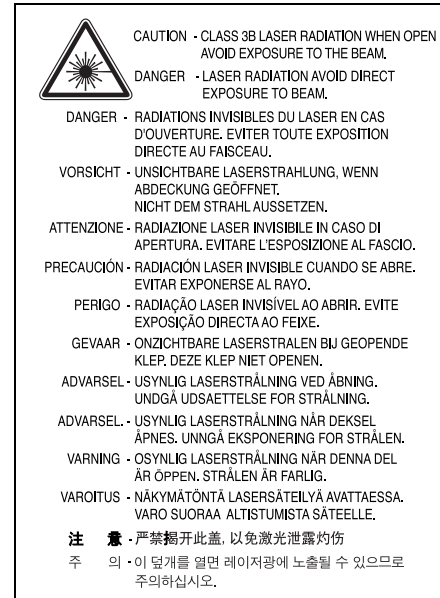 CAUTION - CLASS 3B LASER RADIATION WHEN OPEN
AVOID EXPOSURE TO THE BEAM.
DANGER - LASER RADIATION AVOID DIRECT
EXPOSURE TO BEAM.
DANGER - RADIATIONS INVISIBLES DU LASER EN CAS
D'OUVERTURE. EVITER TOUTE EXPOSITION
DIRECTE AU FAISCEAU.
VORSICHT - UNSICHTBARE LASERSTRAHLUNG, WENN
ABDECKUNG GEÖFFNET.
NICHT DEM STRAHL AUSSETZEN.
ATTENZIONE - RADIAZIONE LASER INVISIBILE IN CASO DI
APERTURA. EVITARE L'ESPOSIZIONE AL FASCIO.
PRECAUCIÓN - RADIACIÓN LASER INVISIBLE CUANDO SE ABRE.
EVITAR EXPONERSE AL RAYO.
PERIGO - RADIAÇÃO LASER INVISÍVEL AO ABRIR. EVITE
EXPOSIÇÃO DIRECTA AO FEIXE.
GEVAAR - ONZICHTBARE LASERSTRALEN BIJ GEOPENDE
KLEP. DEZE KLEP NIET OPENEN.
ADVARSEL - USYNLIG LASERSTRÅLNING VED ÅBNING.
UNDGÅ UDSAETTELSE FOR STRÅLNING.
ADVARSEL. - USYNLIG LASERSTRÅLNING NÅR DEKSEL
ÅPNES. UNNGÅ EKSPONERING FOR STRÅLEN.
VARNING - OSYNLIG LASERSTRÅLNING NÄR DENNA DEL
ÄR ÖPPEN. STRÅLEN ÄR FARLIG.
VAROITUS - NÄKYMÄTÖNTÄ LASERSÄTEILYÄ AVATTAESSA.
VARO SUORAA ALTISTUMISTA SÄTEELLE.
注 意 - 严禁揭开此盖, 以免激光泄露灼伤
주 의 - 이 덮개를 열면 레이저광에 노출될 수 있으므로
주의하십시오.